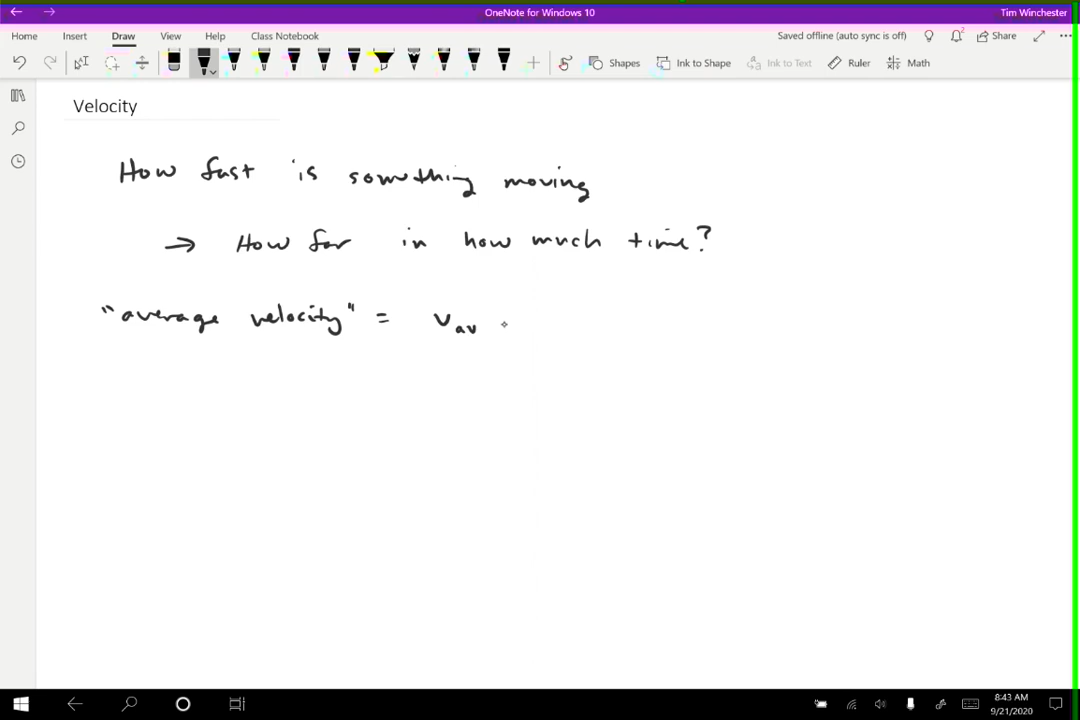 OneNote for Windows 10
Tim Winchester
Home Insert Draw View Help Class Notebook
Saved offline (auto sync is off) Share
Shapes Ink to Shape Ink to Text Ruler Math
Velocity
How fast is something moving
→ How far in how much time?
"average velocity" = v_av
8:43 AM
9/21/2020